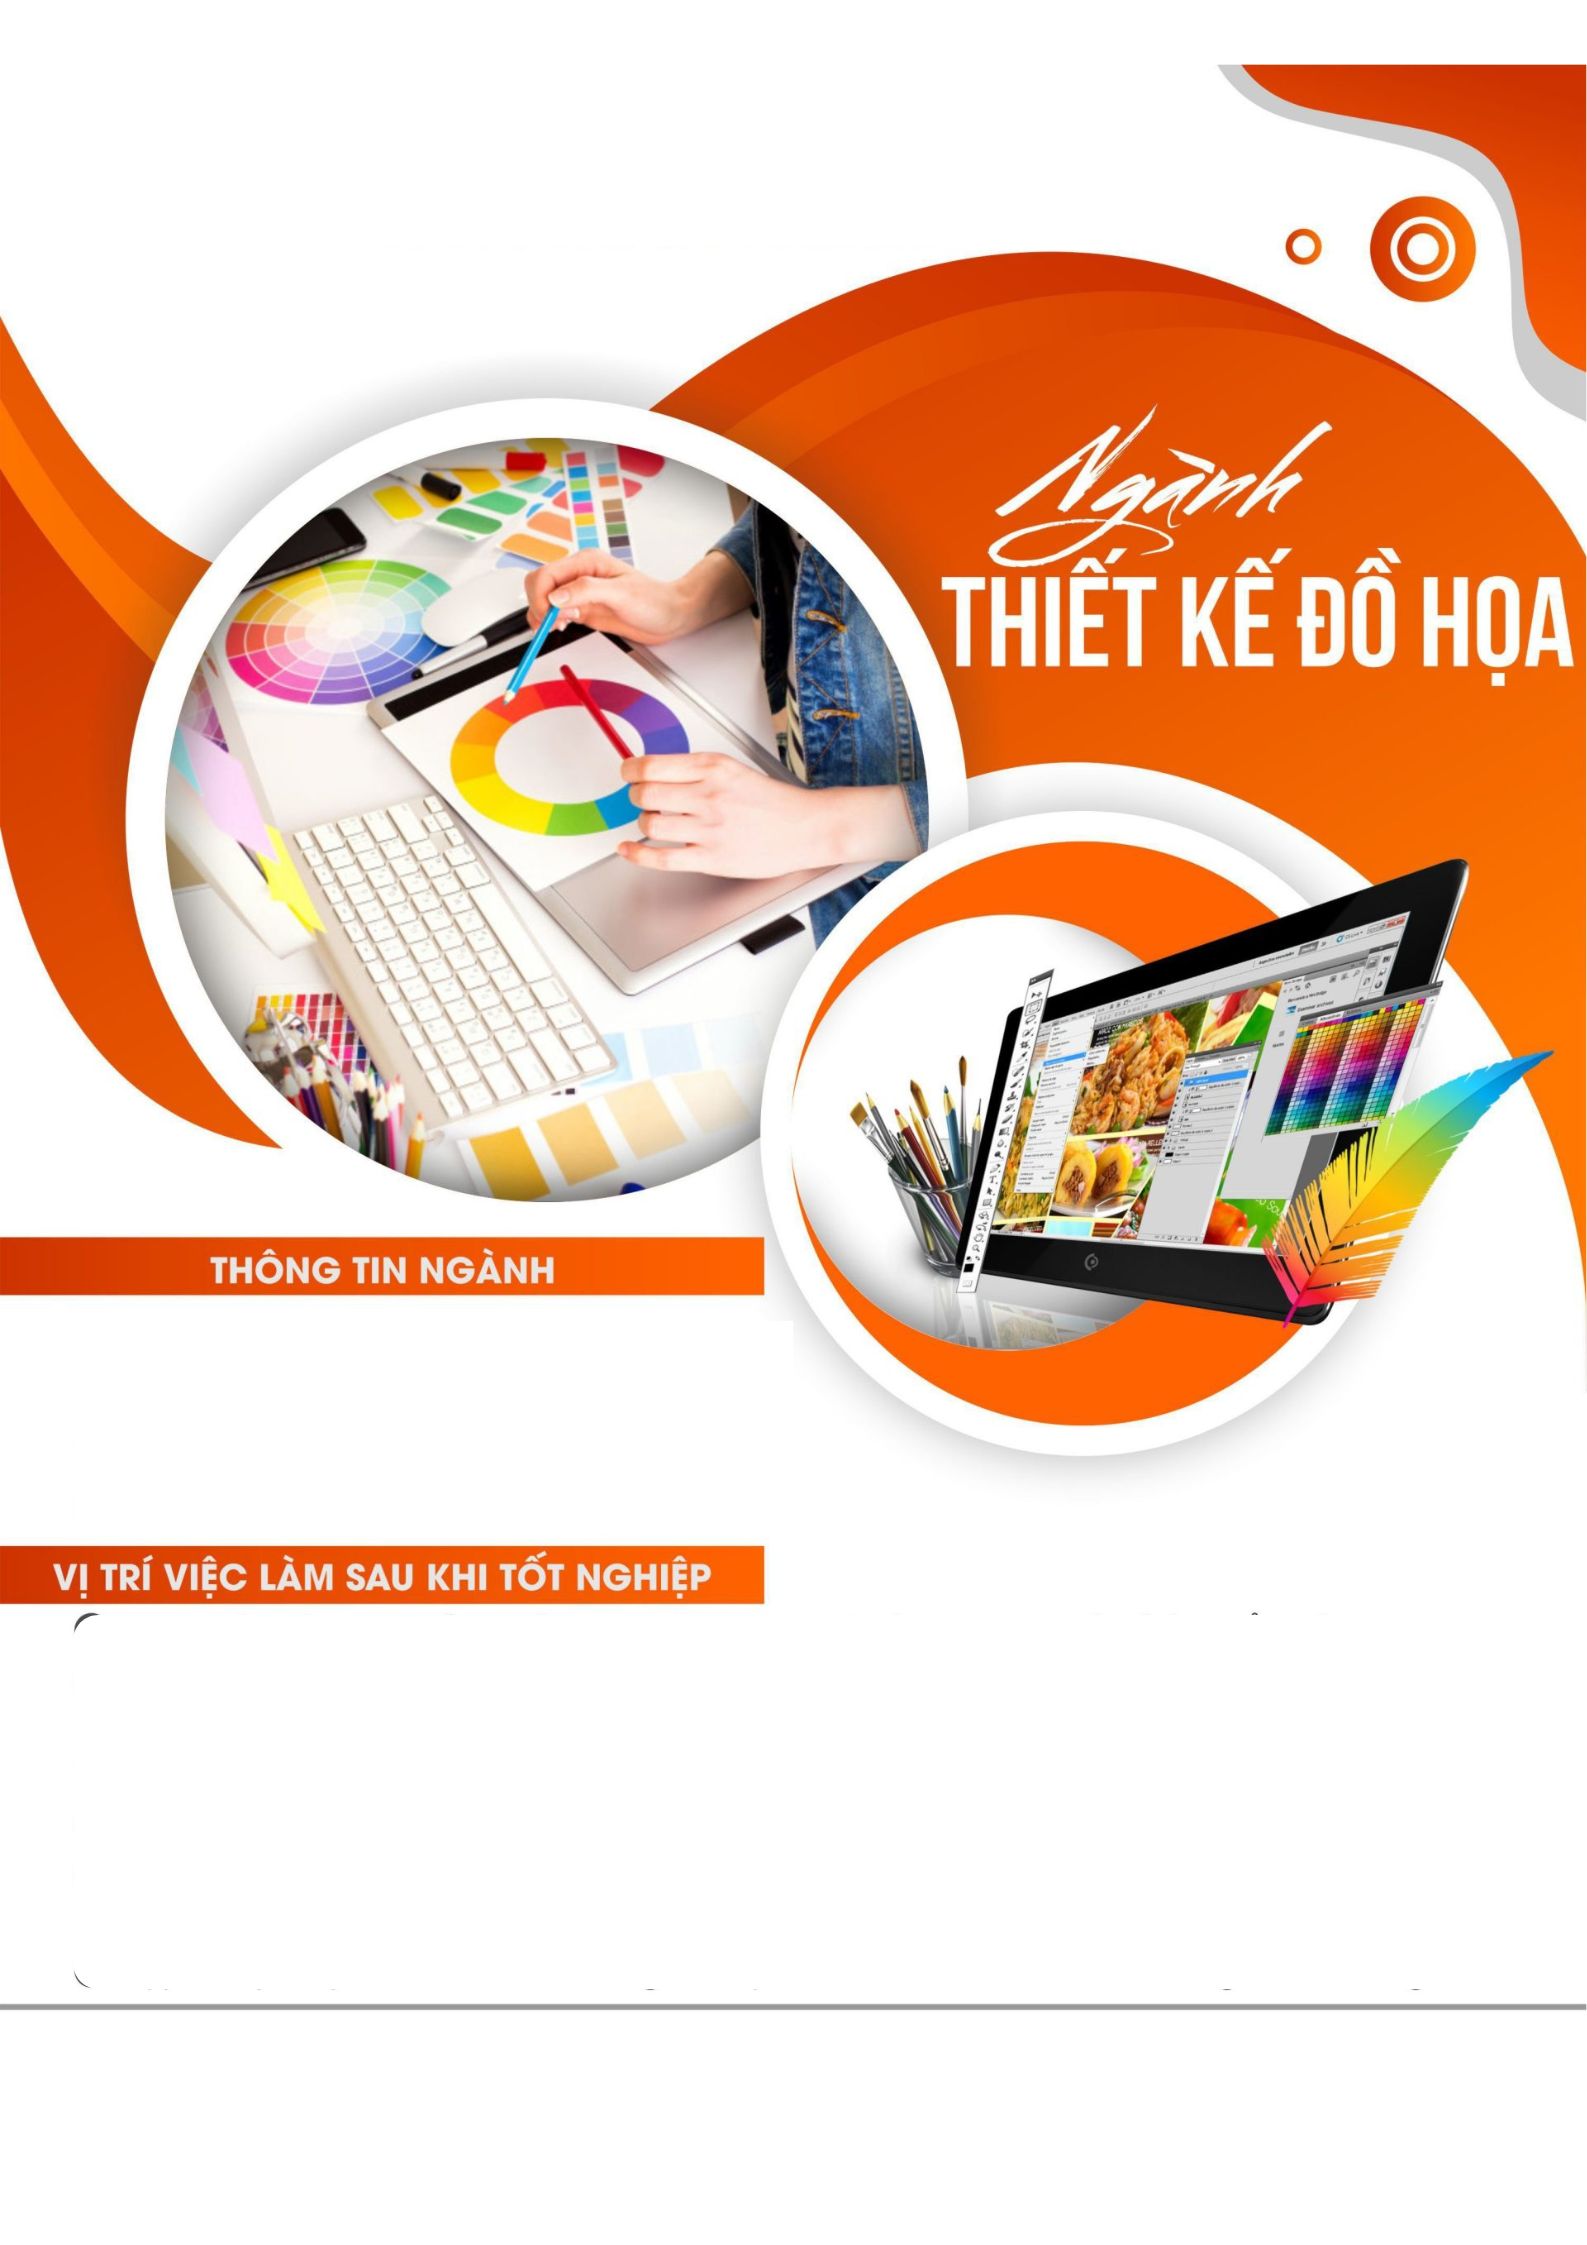 Ngành
THIẾT KẾ ĐỒ HỌA
THÔNG TIN NGÀNH
VỊ TRÍ VIỆC LÀM SAU KHI TỐT NGHIỆP